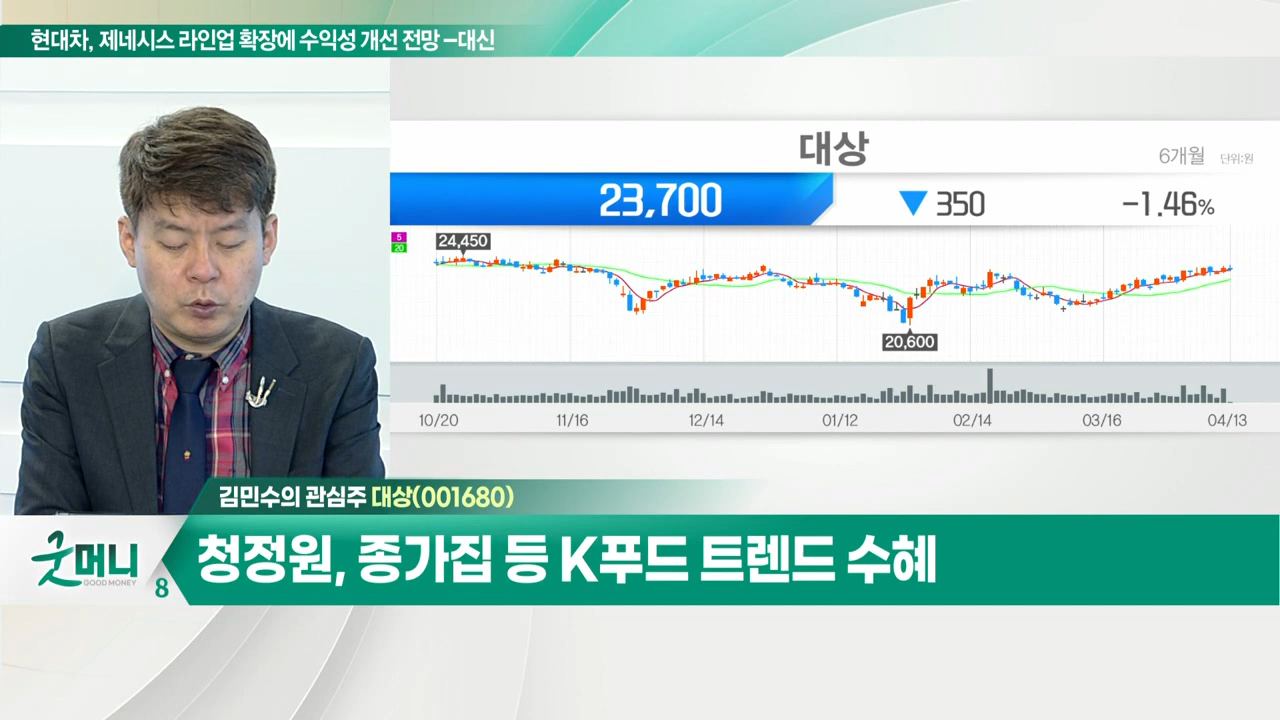 현대차, 제네시스 라인업 확장에 수익성 개선 전망 –대신
대상
6개월 단위:원
23,700 ▼ 350 -1.46%
5
20
24,450
20,600
10/20 11/16 12/14 01/12 02/14 03/16 04/13
김민수의 관심주 대상(001680)
청정원, 종가집 등 K푸드 트렌드 수혜
굿머니
GOOD MONEY
8